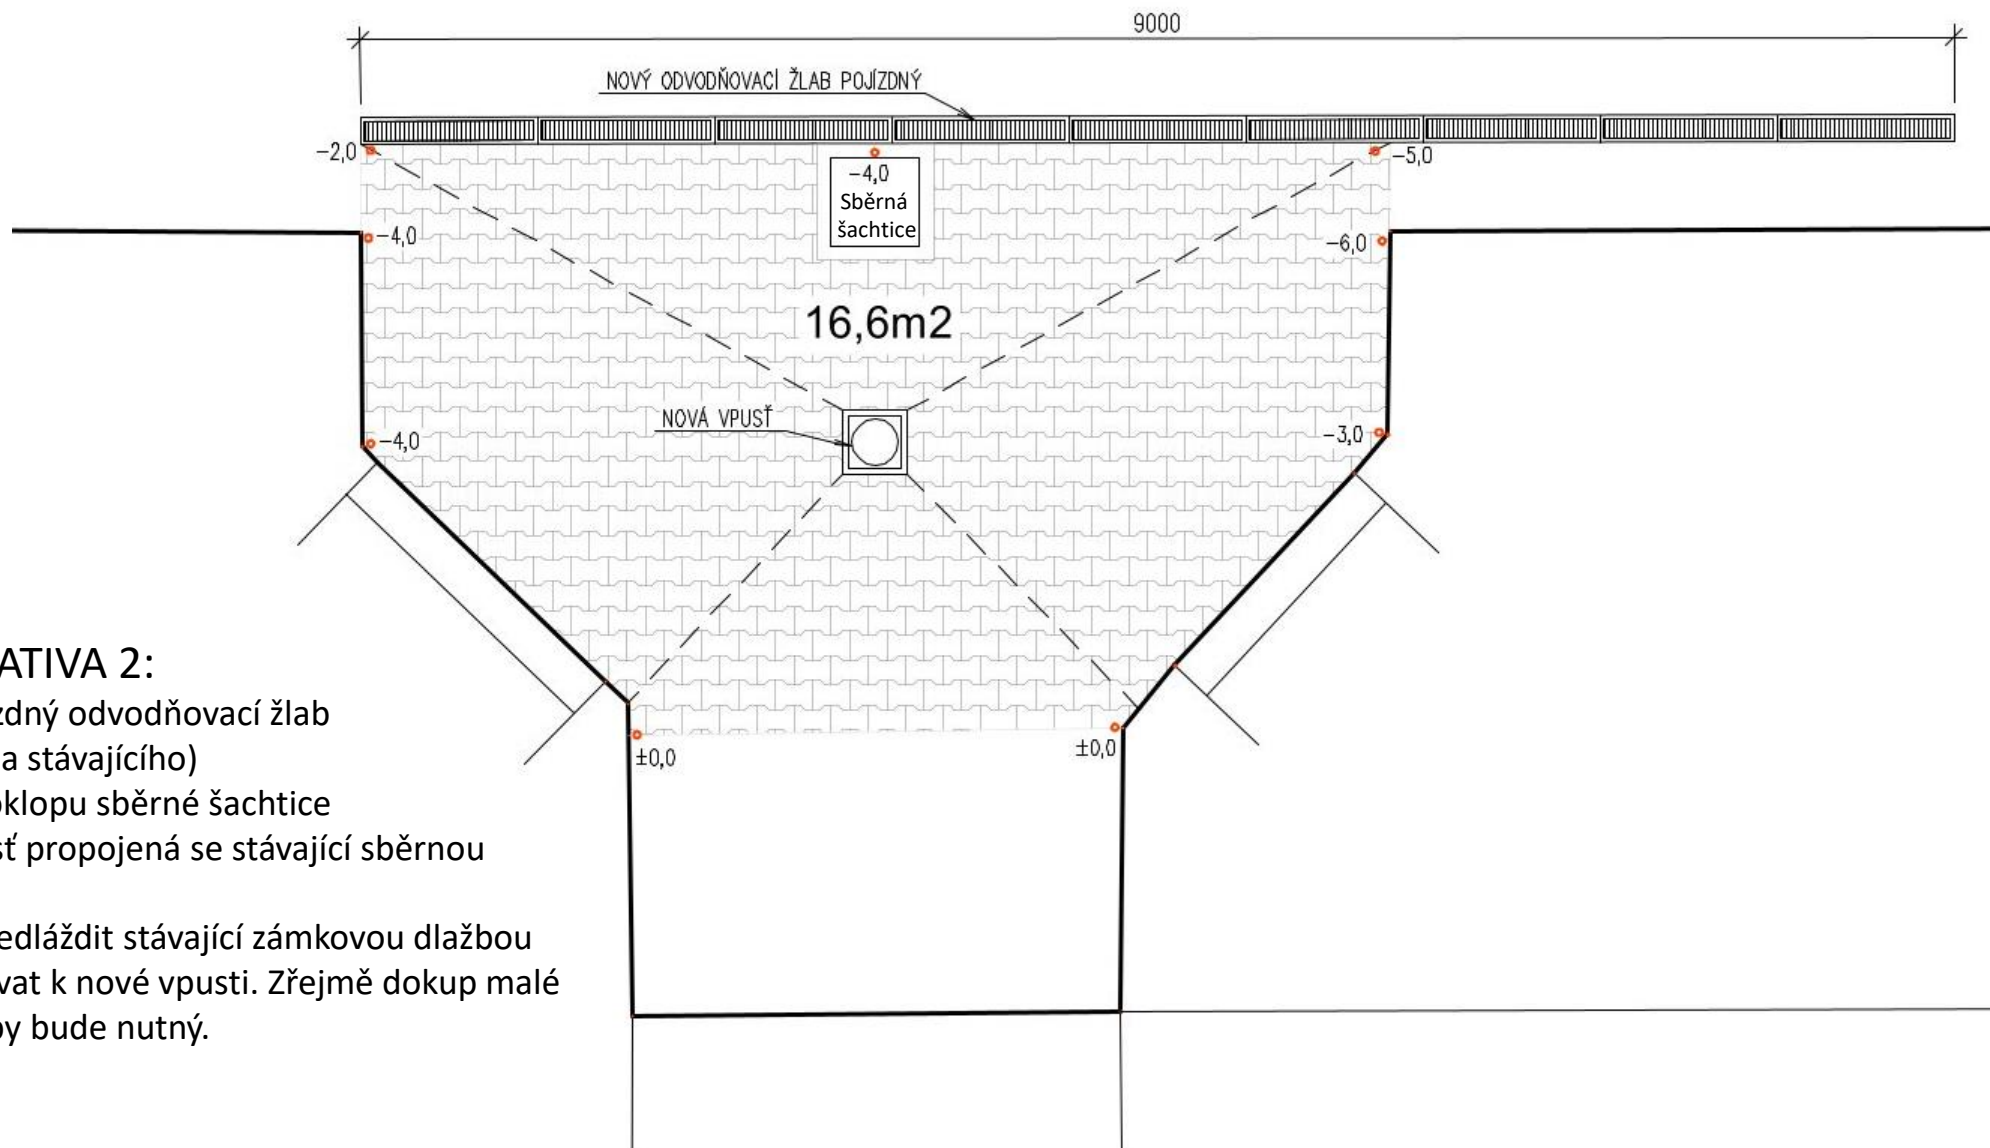 9000
NOVÝ ODVODŇOVACÍ ŽLAB POJÍZDNÝ
-2,0
-4,0
Sběrná
šachtice
-5,0
-4,0
-6,0
16,6m2
NOVÁ VPUSŤ
-4,0
-3,0
ATIVA 2:
zdný odvodňovací žlab
a stávajícího)
oklopu sběrné šachtice
sť propojená se stávající sběrnou
±0,0
±0,0
edláždit stávající zámkovou dlažbou
vat k nové vpusti. Zřejmě dokup malé
by bude nutný.